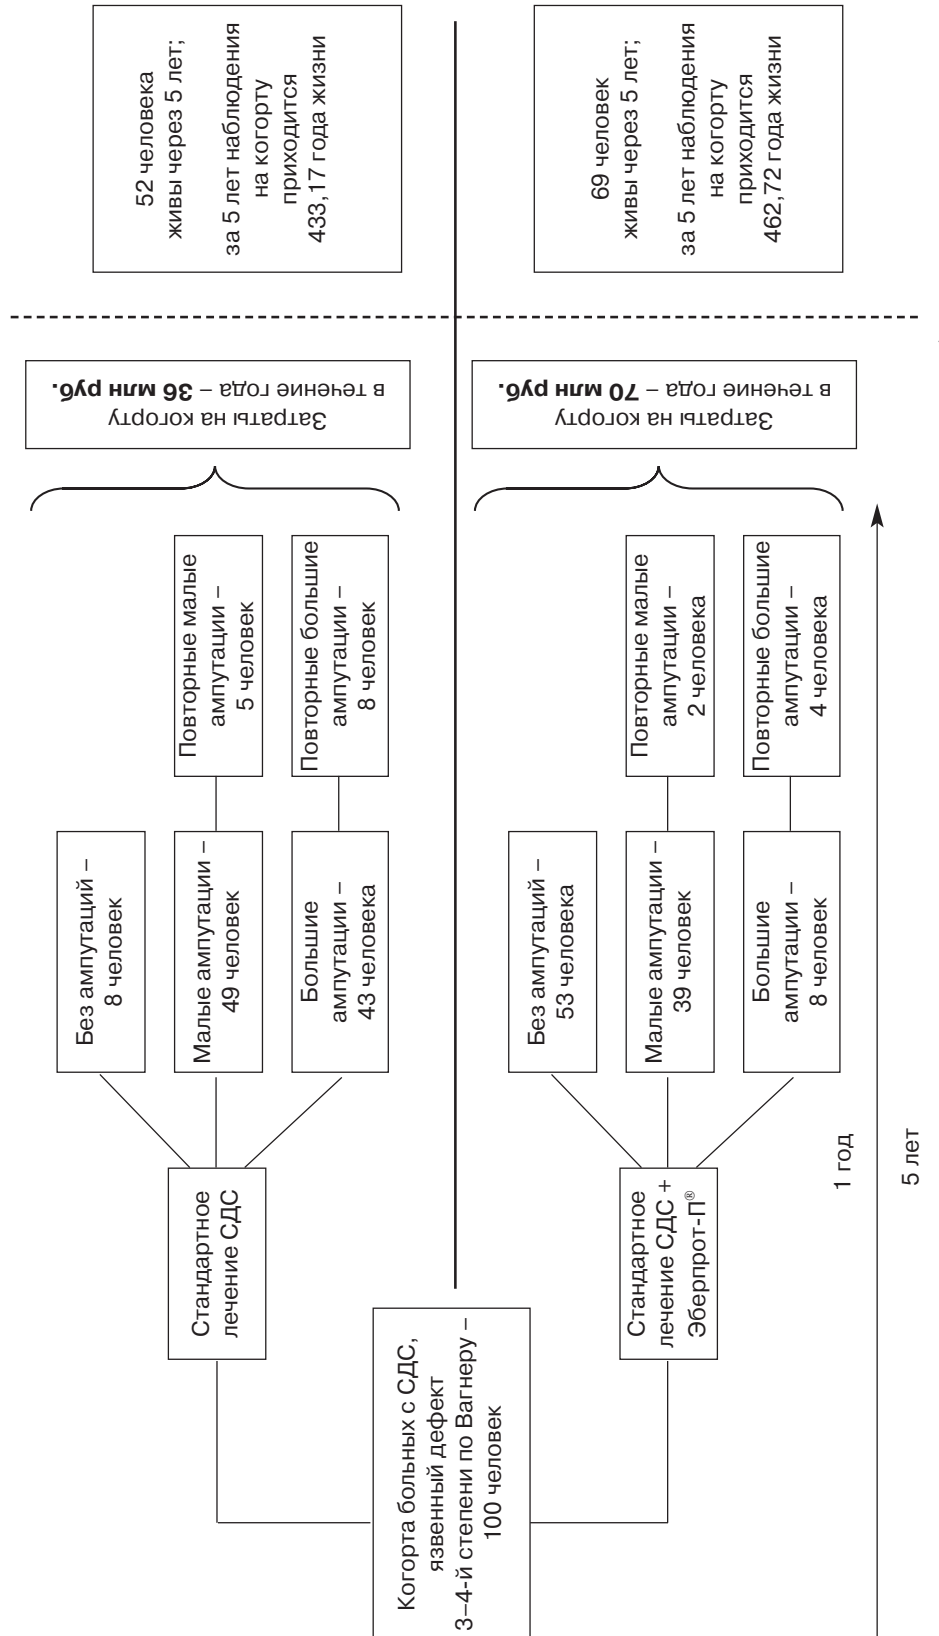 Когорта больных с СДС,
язвенный дефект
3–4-й степени по Вагнеру –
100 человек
Стандартное
лечение СДС
Без ампутаций –
8 человек
Малые ампутации –
49 человек
Большие
ампутации –
43 человека
Повторные малые
ампутации –
5 человек
Повторные большие
ампутации –
8 человек
Затраты на когорту
в течение года – 36 млн руб.
52 человека
живы через 5 лет;
за 5 лет наблюдения
на когорту
приходится
433,17 года жизни
Стандартное
лечение СДС +
Эберпрот-П®
Без ампутаций –
53 человека
Малые ампутации –
39 человек
Большие
ампутации –
8 человек
Повторные малые
ампутации –
2 человека
Повторные большие
ампутации –
4 человека
Затраты на когорту
в течение года – 70 млн руб.
69 человек
живы через 5 лет;
за 5 лет наблюдения
на когорту
приходится
462,72 года жизни
1 год
5 лет